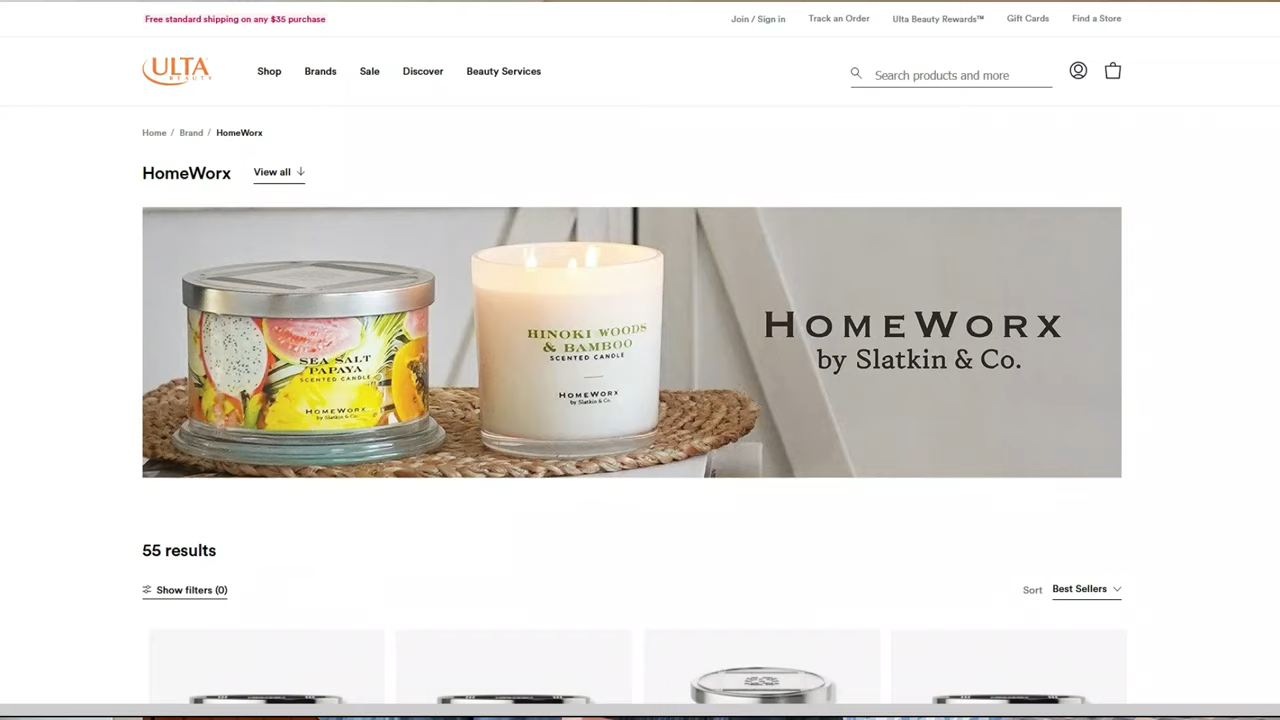 Free standard shipping on any $35 purchase
Join / Sign in
Track an Order
Ulta Beauty Rewards™
Gift Cards
Find a Store
ULTA
BEAUTY
Shop
Brands
Sale
Discover
Beauty Services
Search products and more
Home / Brand / HomeWorx
HomeWorx
View all
SEA SALT
PAPAYA
SCENTED CANDLE
HOMEWORX
by Slatkin & Co.
HINOKI WOODS
& BAMBOO
SCENTED CANDLE
HOMEWORX
by Slatkin & Co.
HOMEWORX
by Slatkin & Co.
55 results
Show filters (0)
Sort
Best Sellers